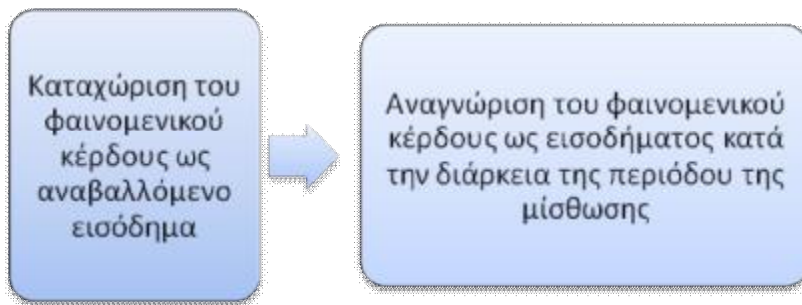 Καταχώριση του
φαινομενικού
κέρδους ως
αναβαλλόμενο
εισόδημα
Αναγνώριση του φαινομενικού
κέρδους ως εισοδήματος κατά
την διάρκεια της περιόδου της
μίσθωσης